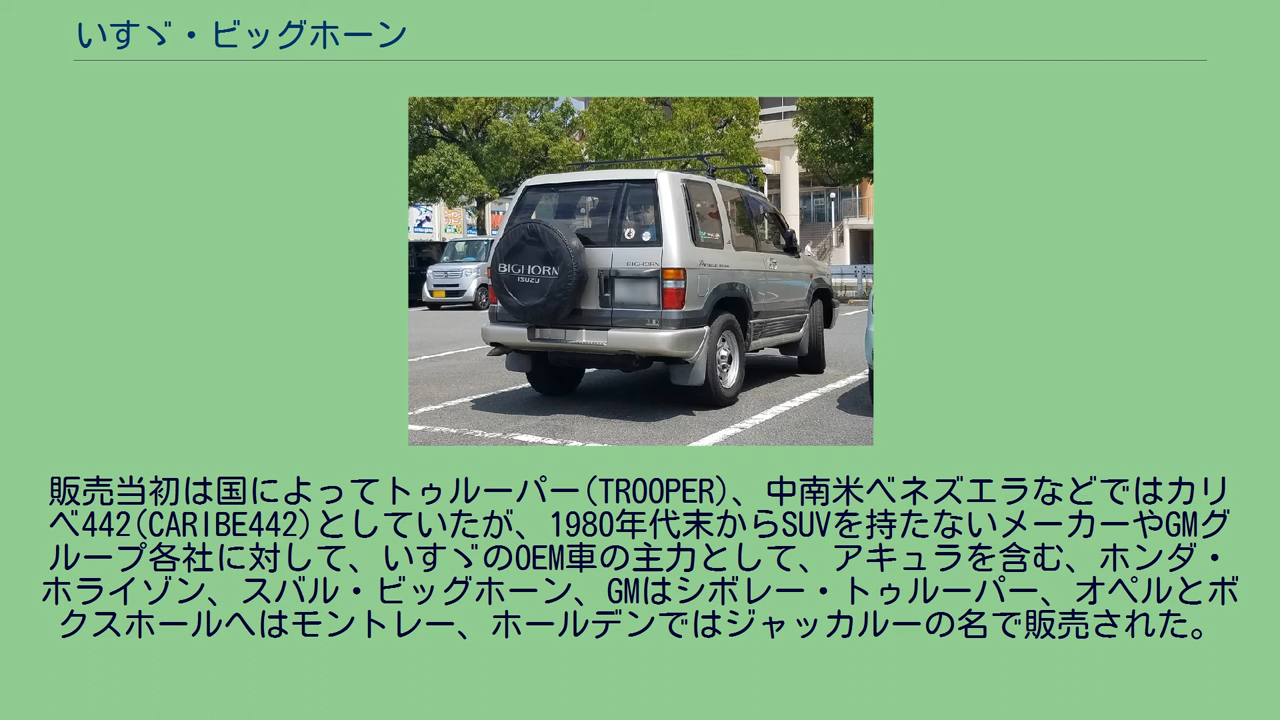 いすゞ・ビッグホーン
BIGHORN
ISUZU
BIGHORN
販売当初は国によってトゥルーパー(TROOPER)、中南米ベネズエラなどではカリ
ベ442(CARIBE442)としていたが、1980年代末からSUVを持たないメーカーやGMグ
ループ各社に対して、いすゞのOEM車の主力として、アキュラを含む、ホンダ・
ホライゾン、スバル・ビッグホーン、GMはシボレー・トゥルーパー、オペルとボ
クスホールへはモントレー、ホールデンではジャッカルーの名で販売された。